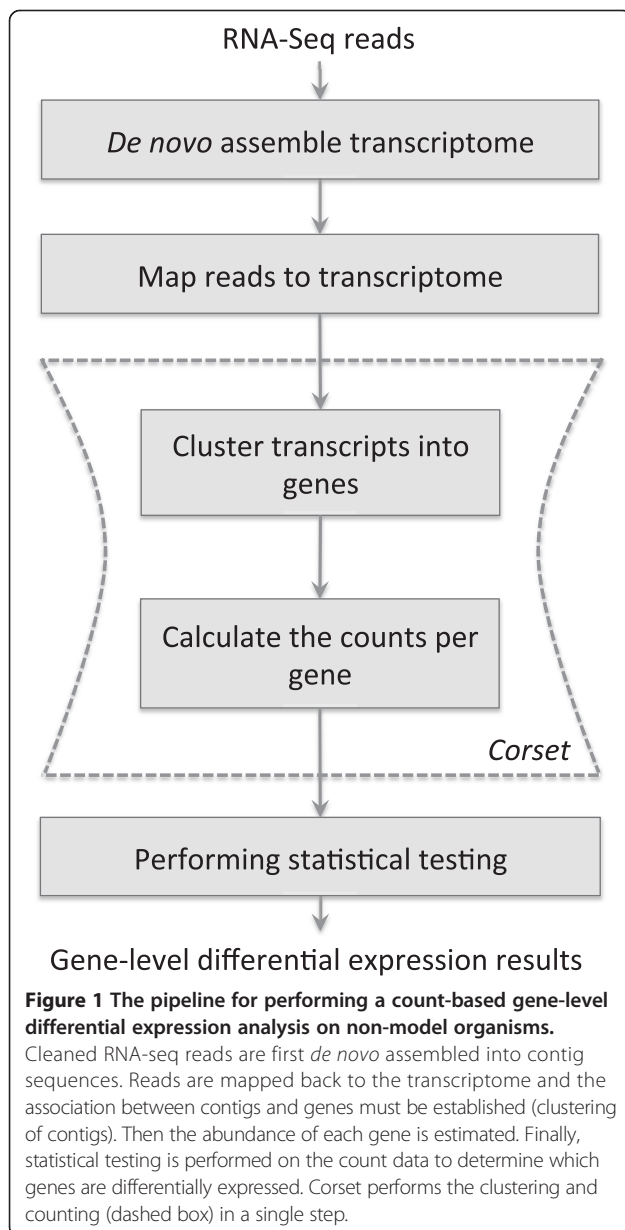 RNA-Seq reads
De novo assemble transcriptome
Map reads to transcriptome
Cluster transcripts into
genes
Calculate the counts per
gene
Corset
Performing statistical testing
Gene-level differential expression results
Figure 1 The pipeline for performing a count-based gene-level
differential expression analysis on non-model organisms.
Cleaned RNA-seq reads are first de novo assembled into contig
sequences. Reads are mapped back to the transcriptome and the
association between contigs and genes must be established (clustering
of contigs). Then the abundance of each gene is estimated. Finally,
statistical testing is performed on the count data to determine which
genes are differentially expressed. Corset performs the clustering and
counting (dashed box) in a single step.